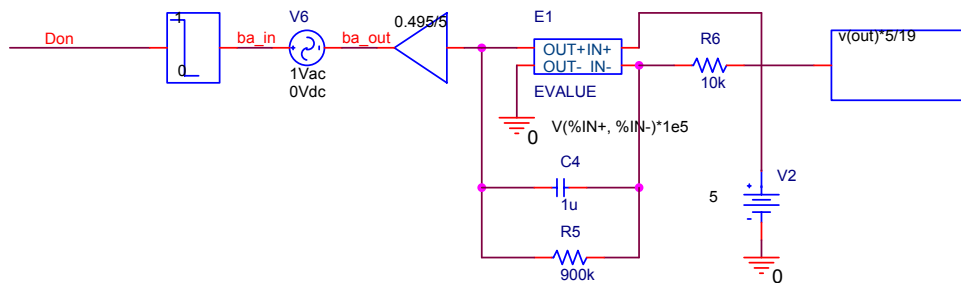 1
Don
0
ba_in
V6
1Vac
0Vdc
ba_out
0.495/5
E1
OUT+IN+
OUT- IN-
EVALUE
0
V(%IN+, %IN-)*1e5
R6
10k
v(out)*5/19
C4
1u
R5
900k
V2
5
0